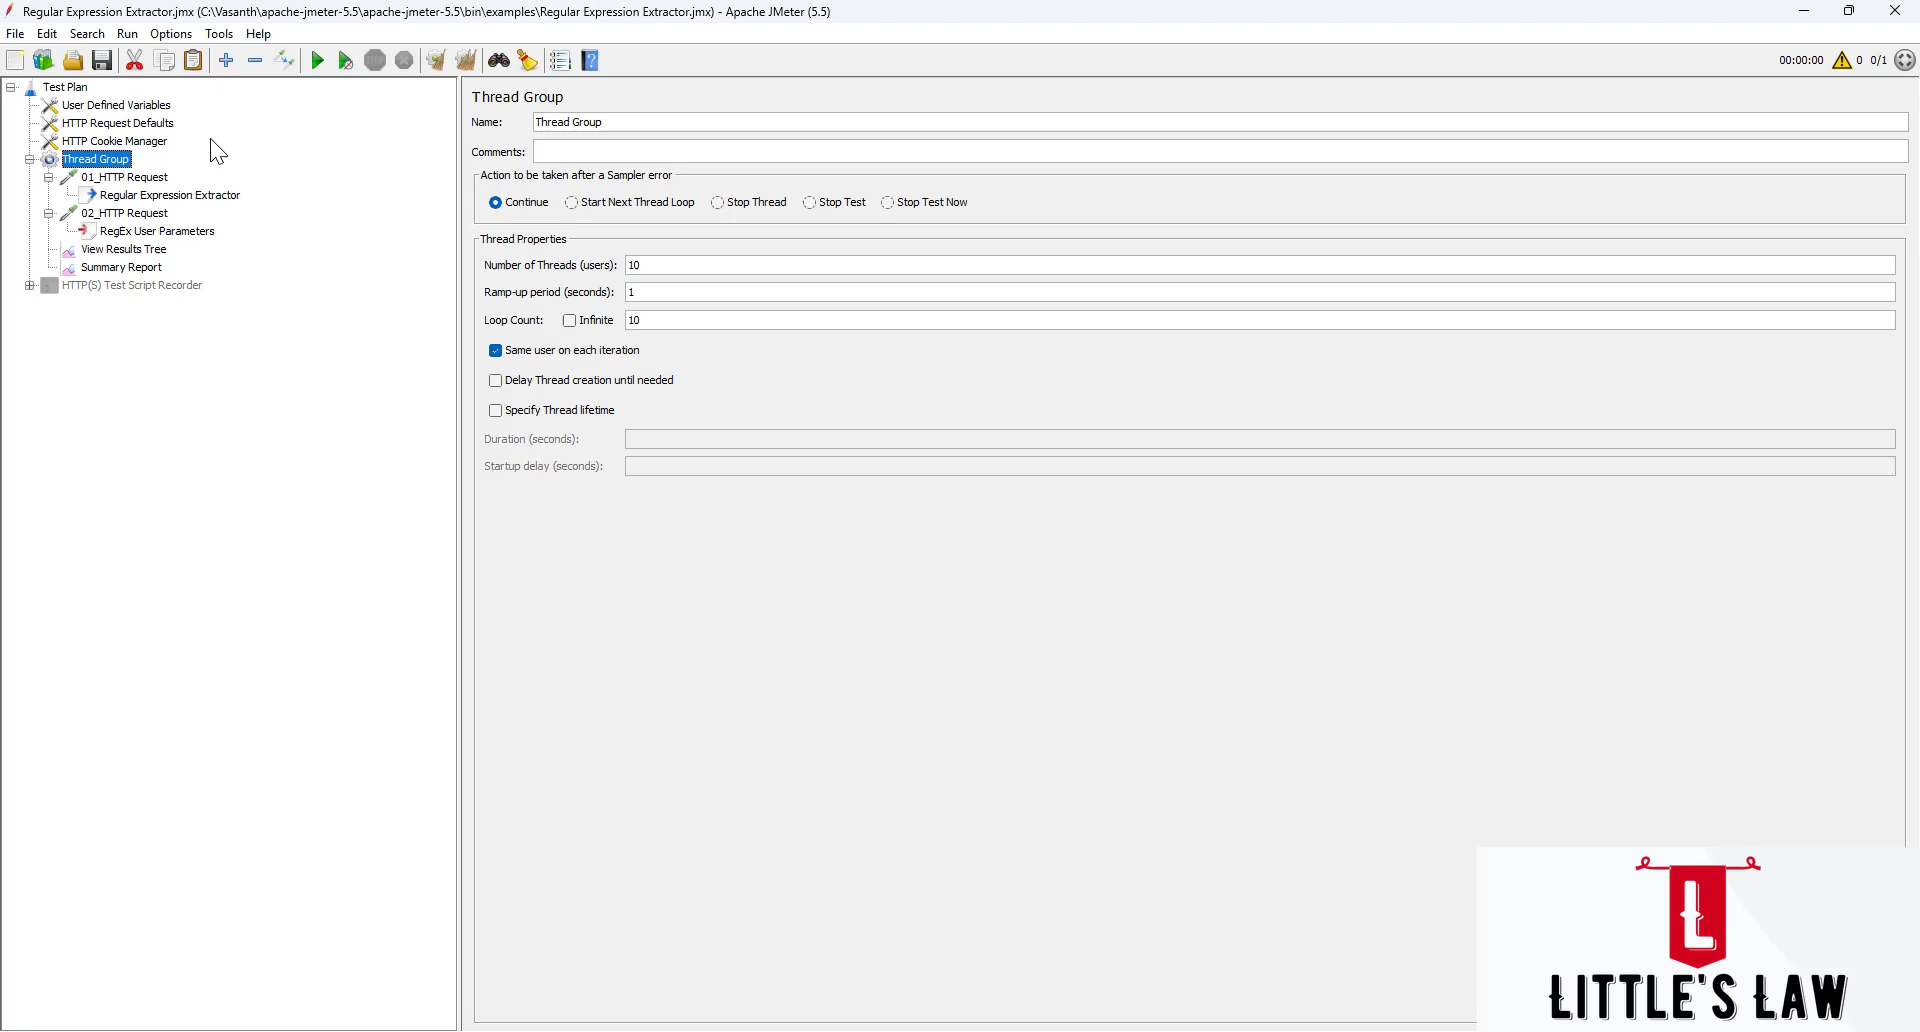 Regular Expression Extractor.jmx (C:\Vasanth\apache-jmeter-5.5\apache-jmeter-5.5\bin\examples\Regular Expression Extractor.jmx) - Apache JMeter (5.5)
File Edit Search Run Options Tools Help
00:00:00 0 0/1
Test Plan
User Defined Variables
HTTP Request Defaults
HTTP Cookie Manager
Thread Group
01_HTTP Request
Regular Expression Extractor
02_HTTP Request
RegEx User Parameters
View Results Tree
Summary Report
HTTP(S) Test Script Recorder
Thread Group
Name: Thread Group
Comments:
Action to be taken after a Sampler error
Continue Start Next Thread Loop Stop Thread Stop Test Stop Test Now
Thread Properties
Number of Threads (users): 10
Ramp-up period (seconds): 1
Loop Count: Infinite 10
Same user on each iteration
Delay Thread creation until needed
Specify Thread lifetime
Duration (seconds):
Startup delay (seconds):
L
LITTLE'S LAW